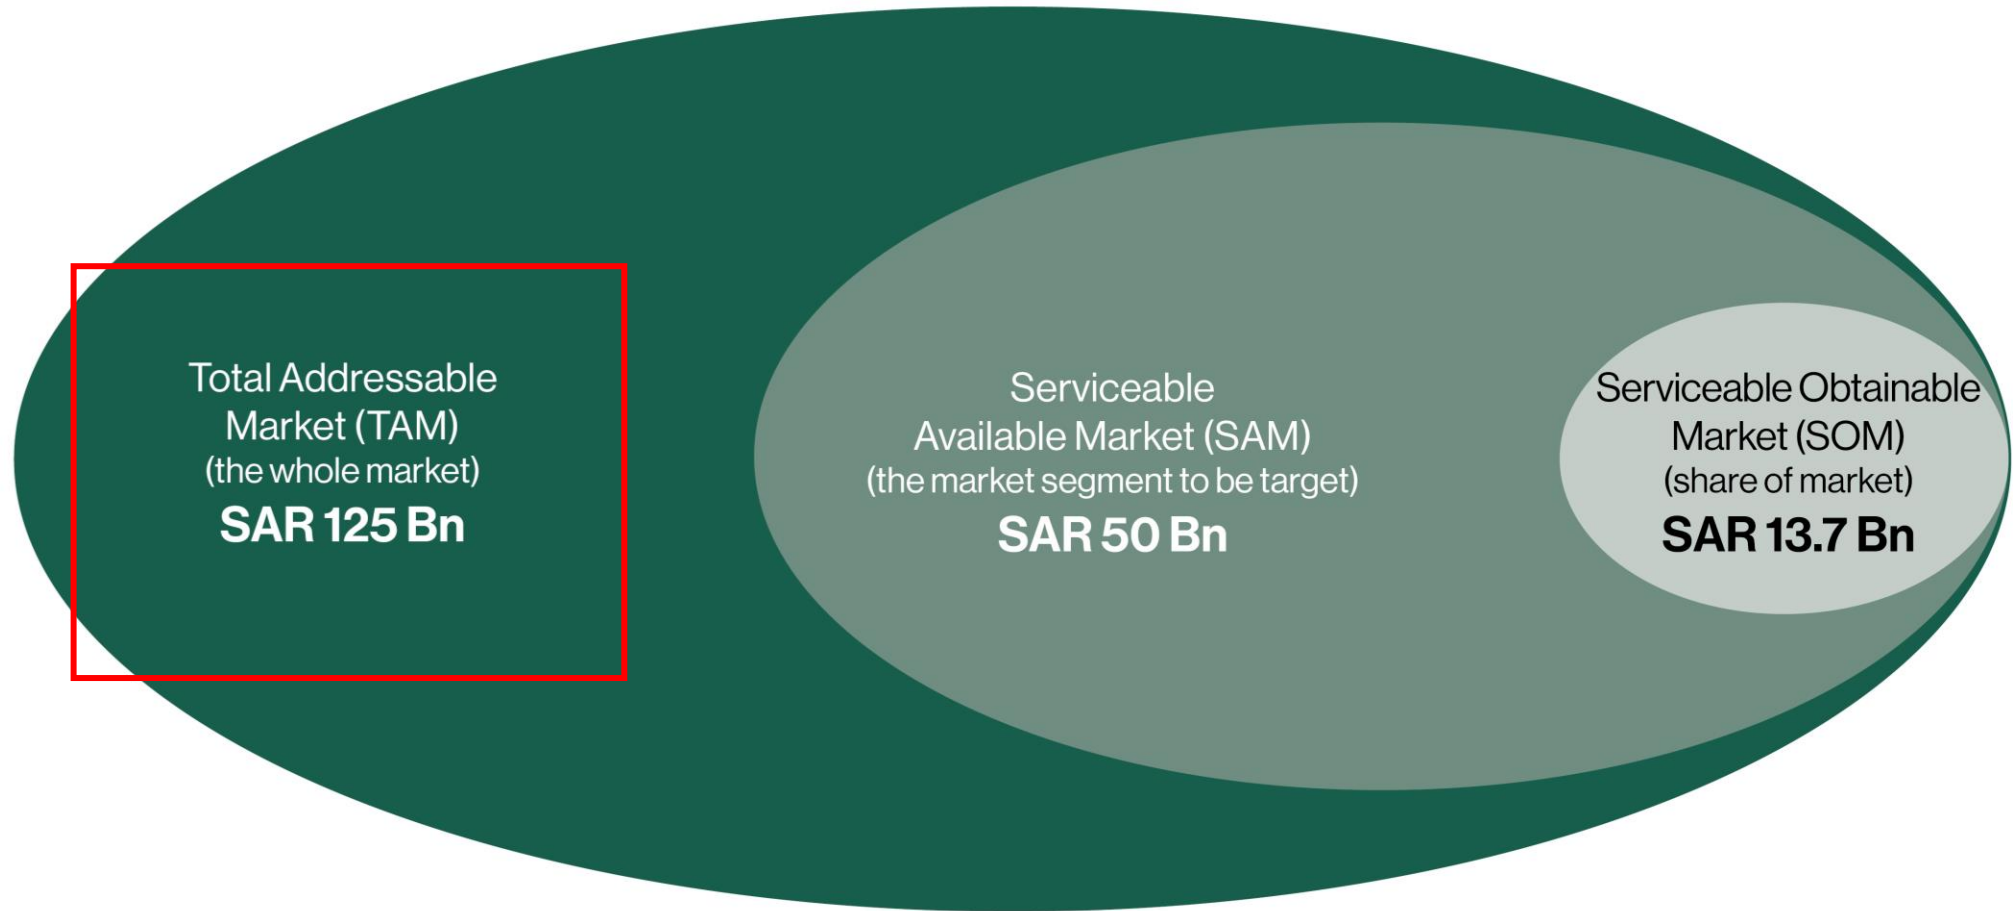 Total Addressable
Market (TAM)
(the whole market)
SAR 125 Bn
Serviceable
Available Market (SAM)
(the market segment to be target)
SAR 50 Bn
Serviceable Obtainable
Market (SOM)
(share of market)
SAR 13.7 Bn